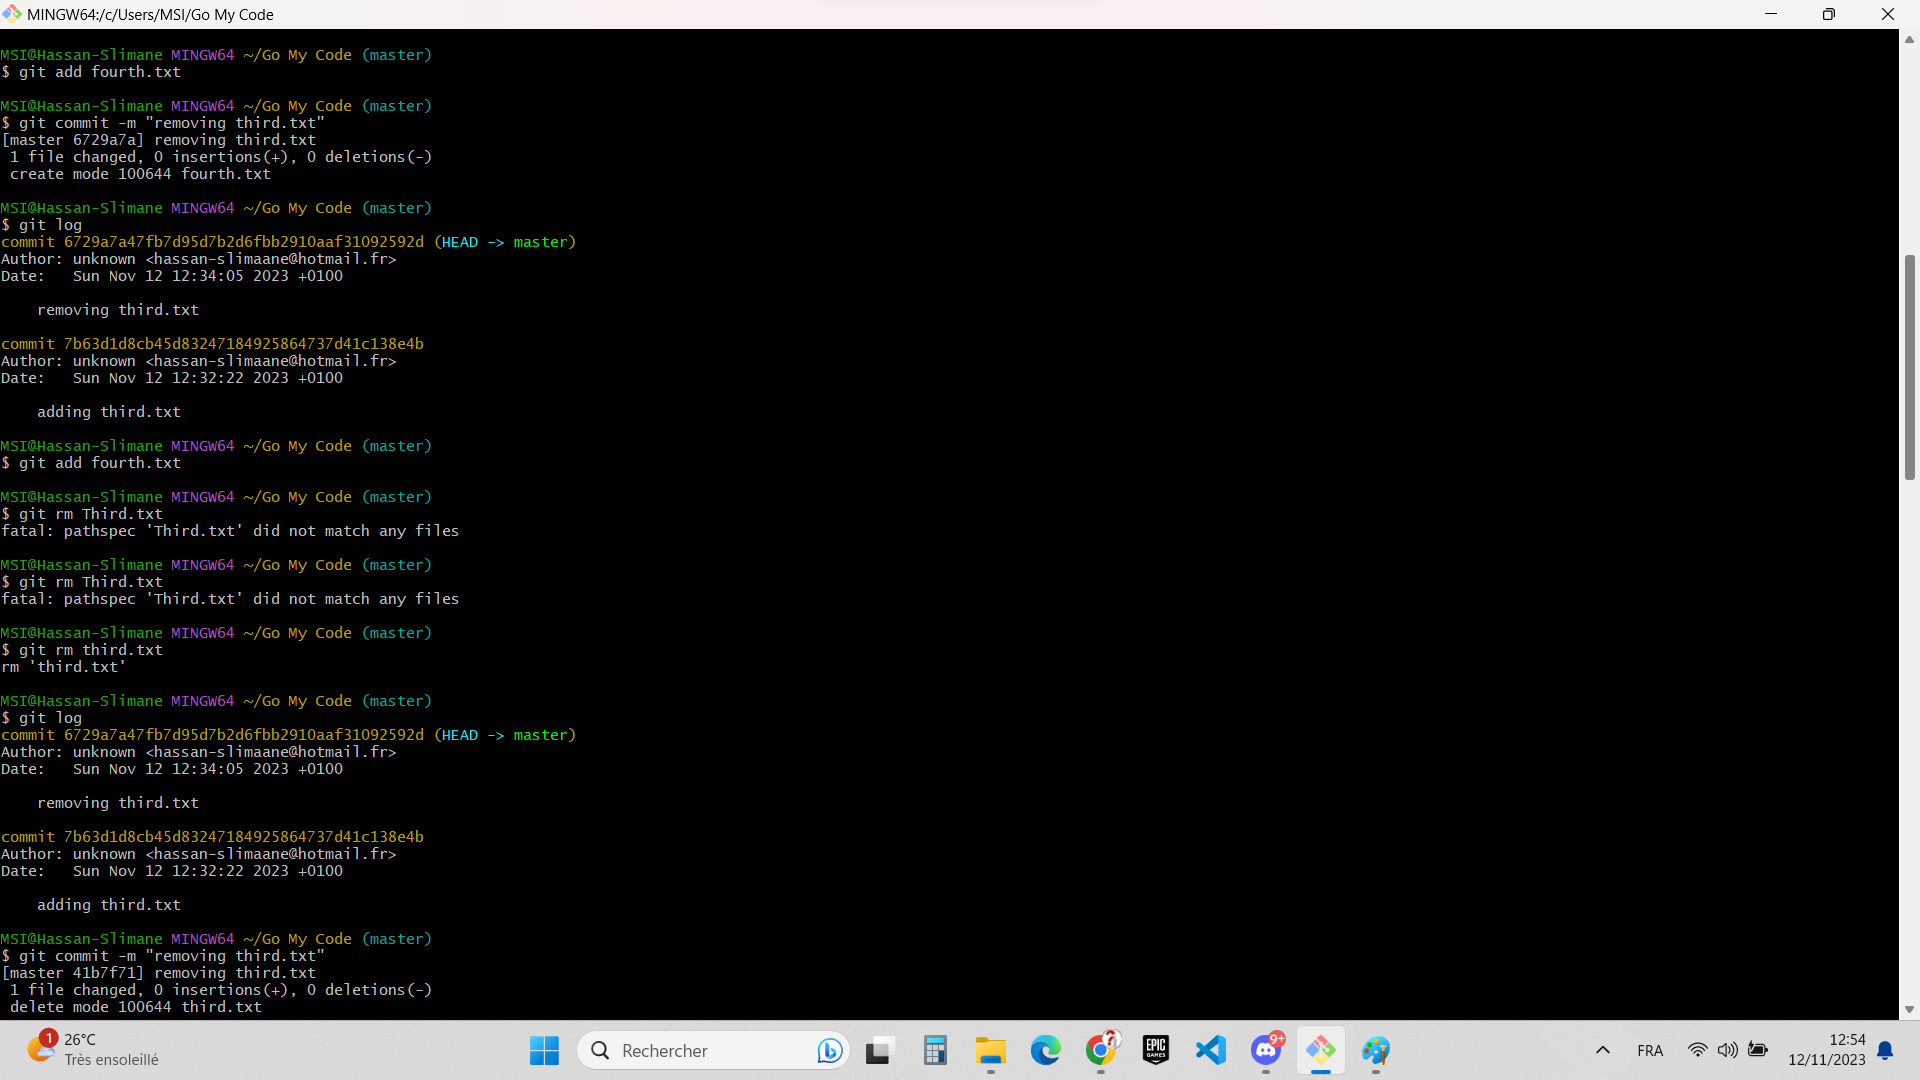 MINGW64:/c/Users/MSI/Go My Code
MSI@Hassan-Slimane MINGW64 ~/Go My Code (master)
$ git add fourth.txt
MSI@Hassan-Slimane MINGW64 ~/Go My Code (master)
$ git commit -m "removing third.txt"
[master 6729a7a] removing third.txt
1 file changed, 0 insertions(+), 0 deletions(-)
create mode 100644 fourth.txt
MSI@Hassan-Slimane MINGW64 ~/Go My Code (master)
$ git log
commit 6729a7a47fb7d95d7b2d6fbb2910aaf31092592d (HEAD -> master)
Author: unknown <hassan-slimaane@hotmail.fr>
Date:   Sun Nov 12 12:34:05 2023 +0100
removing third.txt
commit 7b63d1d8cb45d83247184925864737d41c138e4b
Author: unknown <hassan-slimaane@hotmail.fr>
Date:   Sun Nov 12 12:32:22 2023 +0100
adding third.txt
MSI@Hassan-Slimane MINGW64 ~/Go My Code (master)
$ git add fourth.txt
MSI@Hassan-Slimane MINGW64 ~/Go My Code (master)
$ git rm Third.txt
fatal: pathspec 'Third.txt' did not match any files
MSI@Hassan-Slimane MINGW64 ~/Go My Code (master)
$ git rm Third.txt
fatal: pathspec 'Third.txt' did not match any files
MSI@Hassan-Slimane MINGW64 ~/Go My Code (master)
$ git rm third.txt
rm 'third.txt'
MSI@Hassan-Slimane MINGW64 ~/Go My Code (master)
$ git log
commit 6729a7a47fb7d95d7b2d6fbb2910aaf31092592d (HEAD -> master)
Author: unknown <hassan-slimaane@hotmail.fr>
Date:   Sun Nov 12 12:34:05 2023 +0100
removing third.txt
commit 7b63d1d8cb45d83247184925864737d41c138e4b
Author: unknown <hassan-slimaane@hotmail.fr>
Date:   Sun Nov 12 12:32:22 2023 +0100
adding third.txt
MSI@Hassan-Slimane MINGW64 ~/Go My Code (master)
$ git commit -m "removing third.txt"
[master 41b7f71] removing third.txt
1 file changed, 0 insertions(+), 0 deletions(-)
delete mode 100644 third.txt
1
26°C
Très ensoleillé
Rechercher
EPIC GAMES
9+
FRA
12:54
12/11/2023